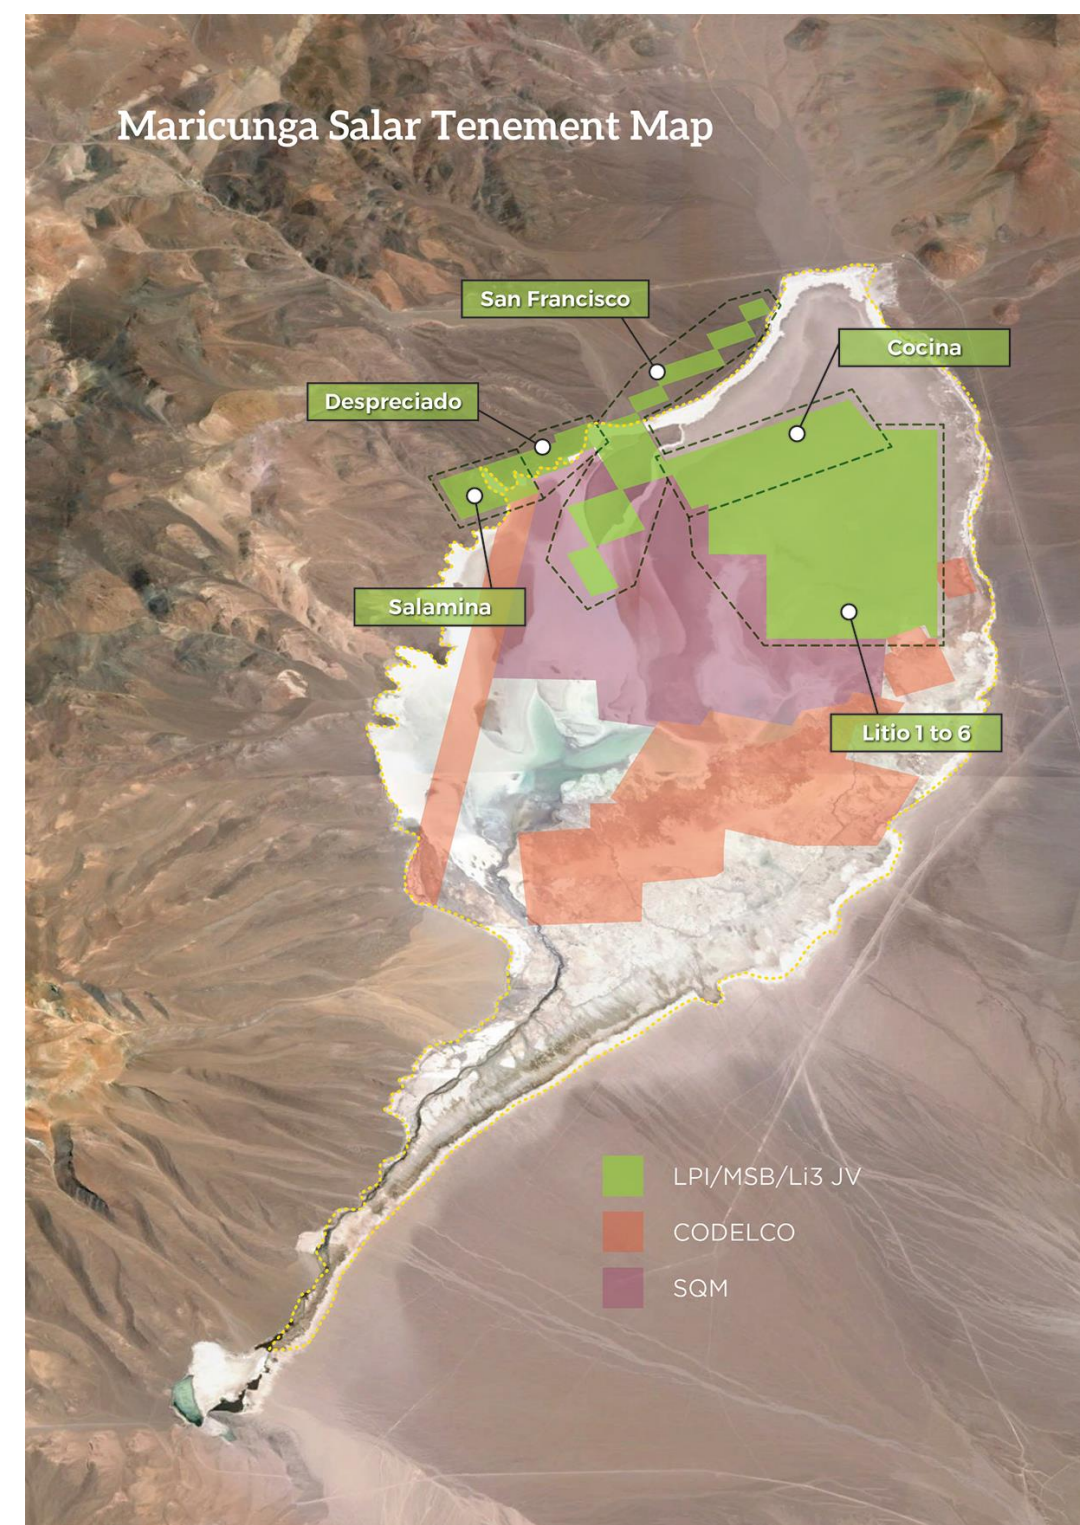 Maricunga Salar Tenement Map
San Francisco
Cocina
Despreciado
Salamina
Litio 1 to 6
LPI/MSB/Li3 JV
CODELCO
SQM